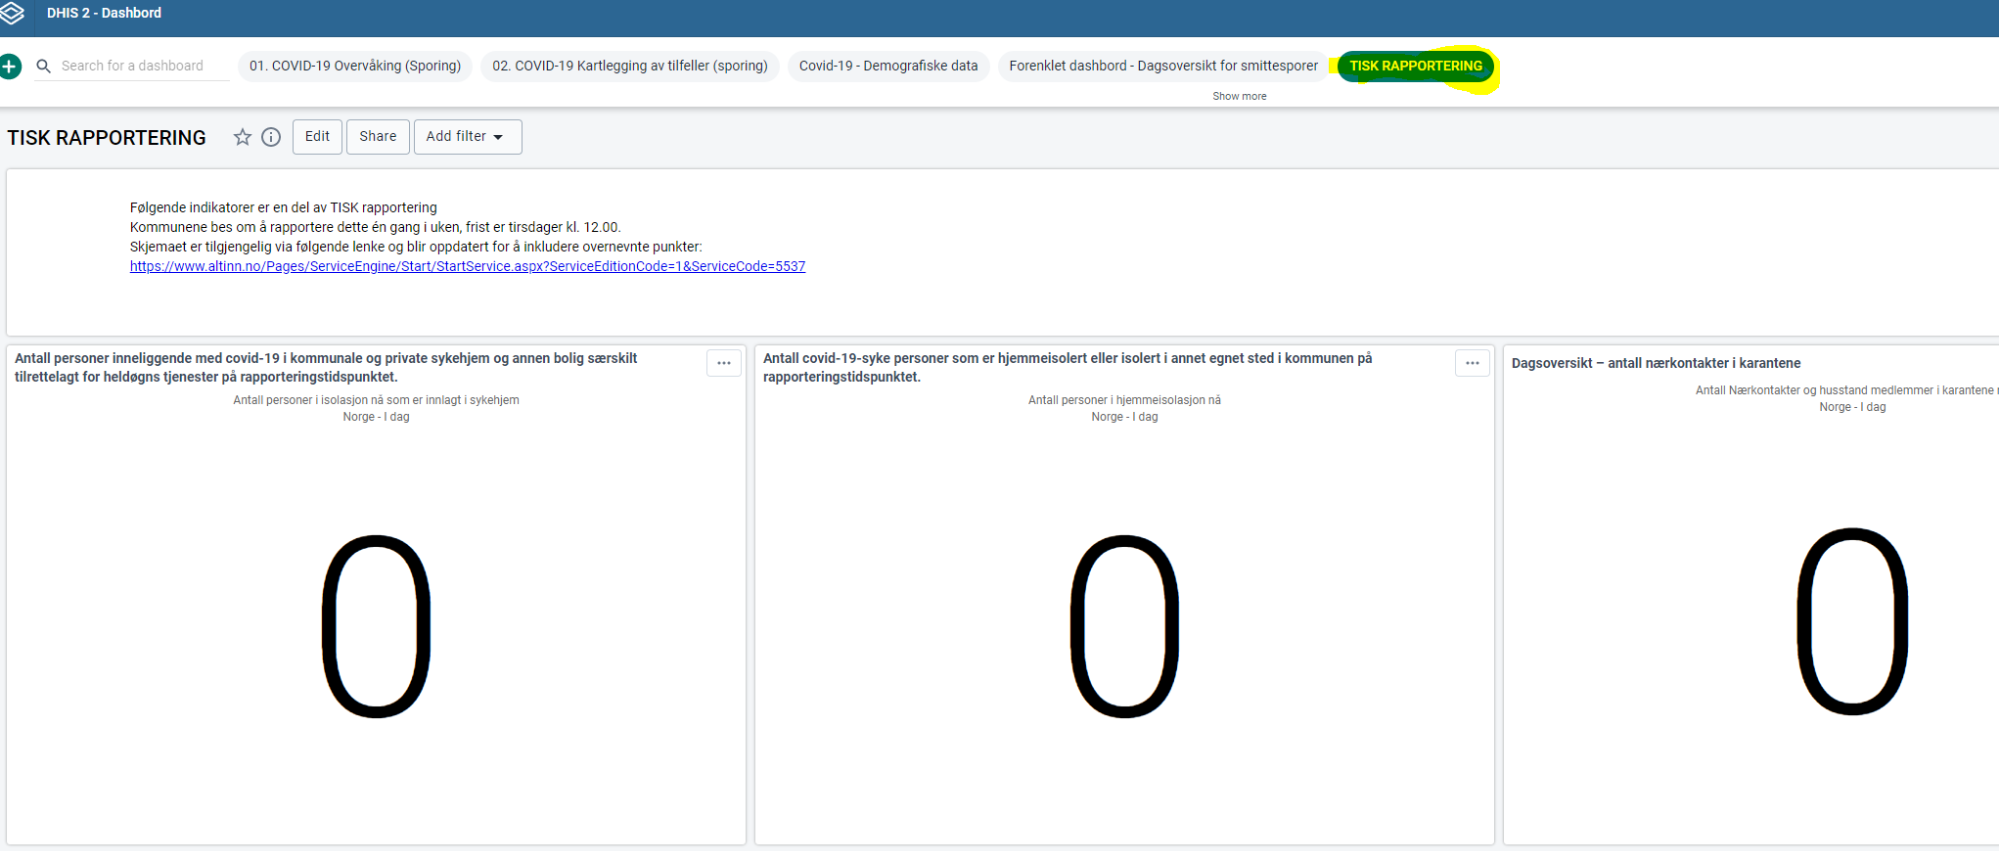 DHIS 2 - Dashbord
Search for a dashboard
01. COVID-19 Overvåking (Sporing)
02. COVID-19 Kartlegging av tilfeller (sporing)
Covid-19 - Demografiske data
Forenklet dashbord - Dagsoversikt for smittesporer
TISK RAPPORTERING
Show more
TISK RAPPORTERING
Edit
Share
Add filter
Følgende indikatorer er en del av TISK rapportering
Kommunene bes om å rapportere dette én gang i uken, frist er tirsdager kl. 12.00.
Skjemaet er tilgjengelig via følgende lenke og blir oppdatert for å inkludere overnevnte punkter:
https://www.altinn.no/Pages/ServiceEngine/Start/StartService.aspx?ServiceEditionCode=1&ServiceCode=5537
Antall personer inneliggende med covid-19 i kommunale og private sykehjem og annen bolig særskilt
tilrettelagt for heldøgns tjenester på rapporteringstidspunktet.
Antall personer i isolasjon nå som er innlagt i sykehjem
Norge - I dag
0
Antall covid-19-syke personer som er hjemmeisolert eller isolert i annet egnet sted i kommunen på
rapporteringstidspunktet.
Antall personer i hjemmeisolasjon nå
Norge - I dag
0
Dagsoversikt – antall nærkontakter i karantene
Antall Nærkontakter og husstand medlemmer i karantene
Norge - I dag
0